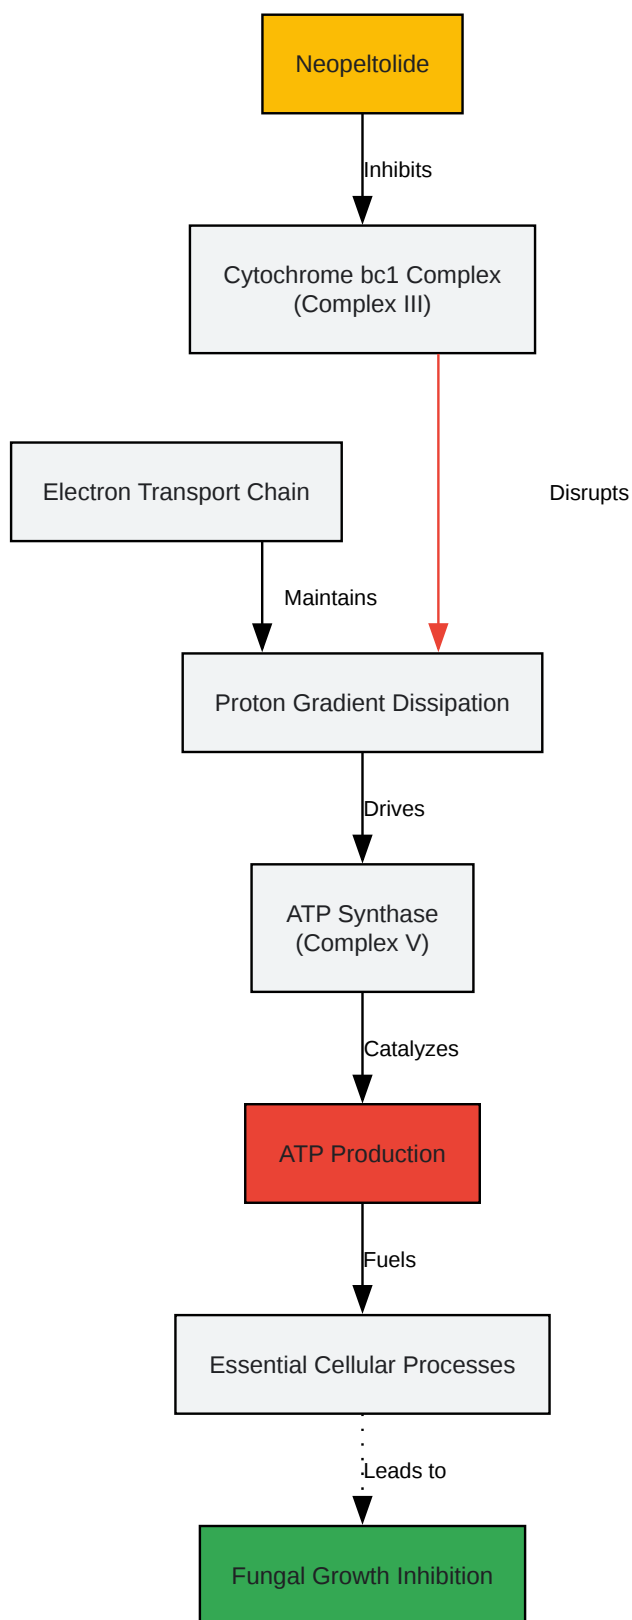 Neopeltolide
Inhibits
Cytochrome bc1 Complex
(Complex III)
Electron Transport Chain
Disrupts
Maintains
Proton Gradient Dissipation
Drives
ATP Synthase
(Complex V)
Catalyzes
ATP Production
Fuels
Essential Cellular Processes
Leads to
Fungal Growth Inhibition